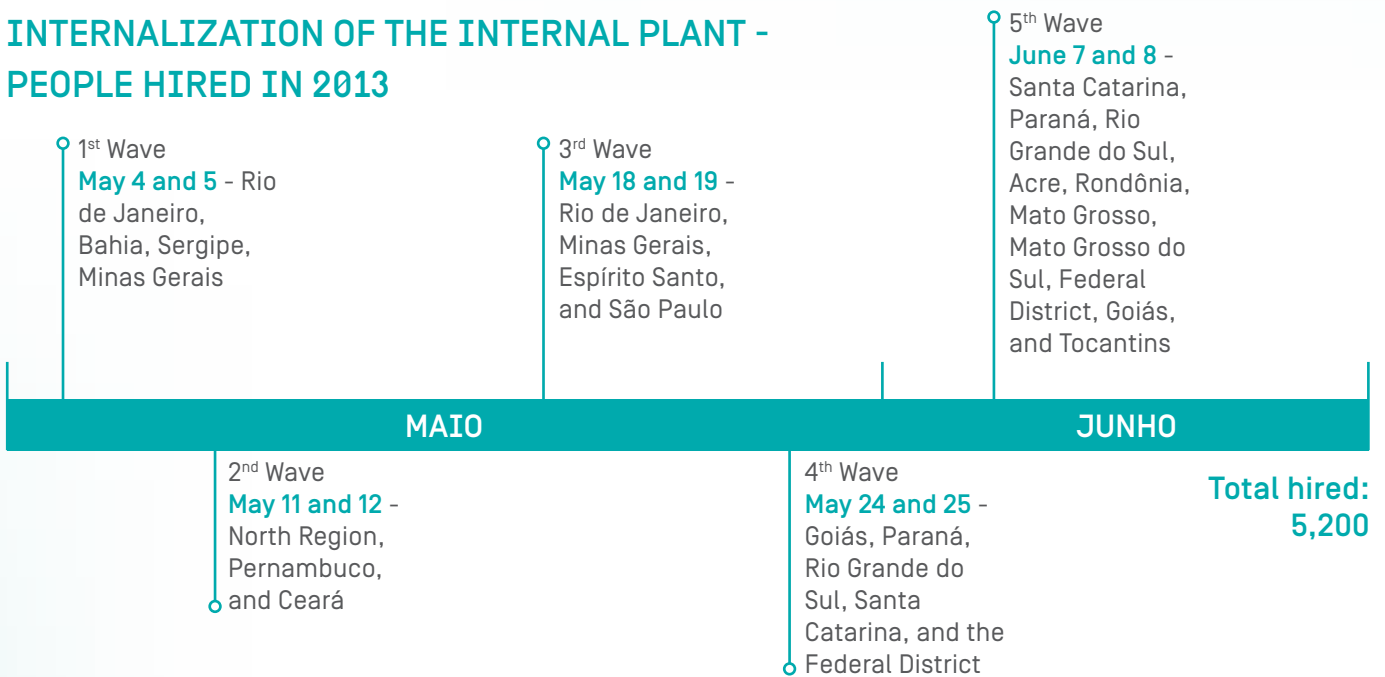 INTERNALIZATION OF THE INTERNAL PLANT -
PEOPLE HIRED IN 2013
1st Wave
May 4 and 5 - Rio
de Janeiro,
Bahia, Sergipe,
Minas Gerais
3rd Wave
May 18 and 19 -
Rio de Janeiro,
Minas Gerais,
Espírito Santo,
and São Paulo
5th Wave
June 7 and 8 -
Santa Catarina,
Paraná, Rio
Grande do Sul,
Acre, Rondônia,
Mato Grosso,
Mato Grosso do
Sul, Federal
District, Goiás,
and Tocantins
MAIO
JUNHO
2nd Wave
May 11 and 12 -
North Region,
Pernambuco,
and Ceará
4th Wave
May 24 and 25 -
Goiás, Paraná,
Rio Grande do
Sul, Santa
Catarina, and the
Federal District
Total hired:
5,200